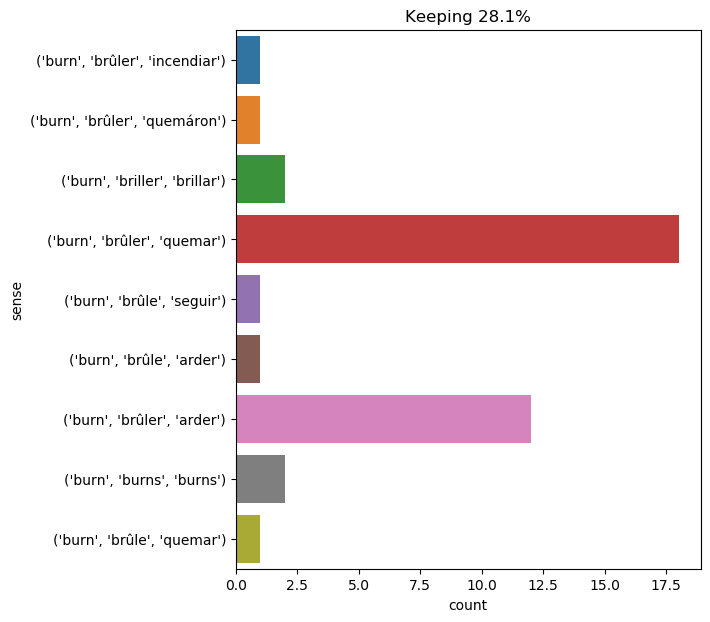 Keeping 28.1%
('burn', 'brûler', 'incendiar')
('burn', 'brûler', 'quemáron')
('burn', 'briller', 'brillar')
('burn', 'brûler', 'quemar')
('burn', 'brûle', 'seguir')
('burn', 'brûle', 'arder')
('burn', 'brûler', 'arder')
('burn', 'burns', 'burns')
('burn', 'brûle', 'quemar')
sense
0.0 2.5 5.0 7.5 10.0 12.5 15.0 17.5
count